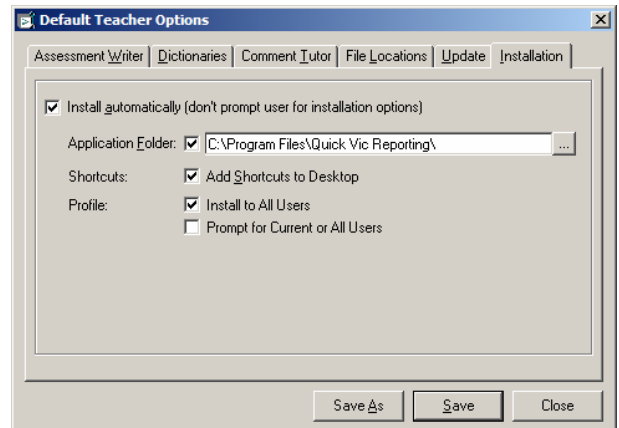 Default Teacher Options
Assessment Writer Dictionaries Comment Tutor File Locations Update Installation
Install automatically (don't prompt user for installation options)
Application Folder: C:\Program Files\Quick Vic Reporting\ ...
Shortcuts: Add Shortcuts to Desktop
Profile: Install to All Users
Prompt for Current or All Users
Save As Save Close